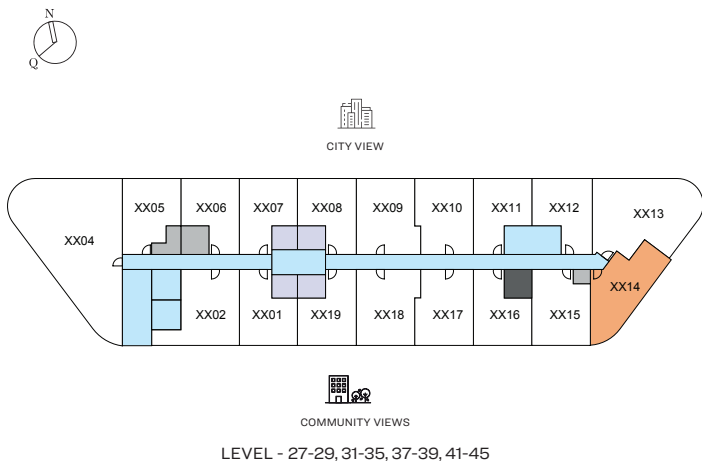 N
Q
CITY VIEW
XX05 XX06 XX07 XX08 XX09 XX10 XX11 XX12
XX04 XX13
XX14
XX02 XX01 XX19 XX18 XX17 XX16 XX15
COMMUNITY VIEWS
LEVEL - 27-29, 31-35, 37-39, 41-45